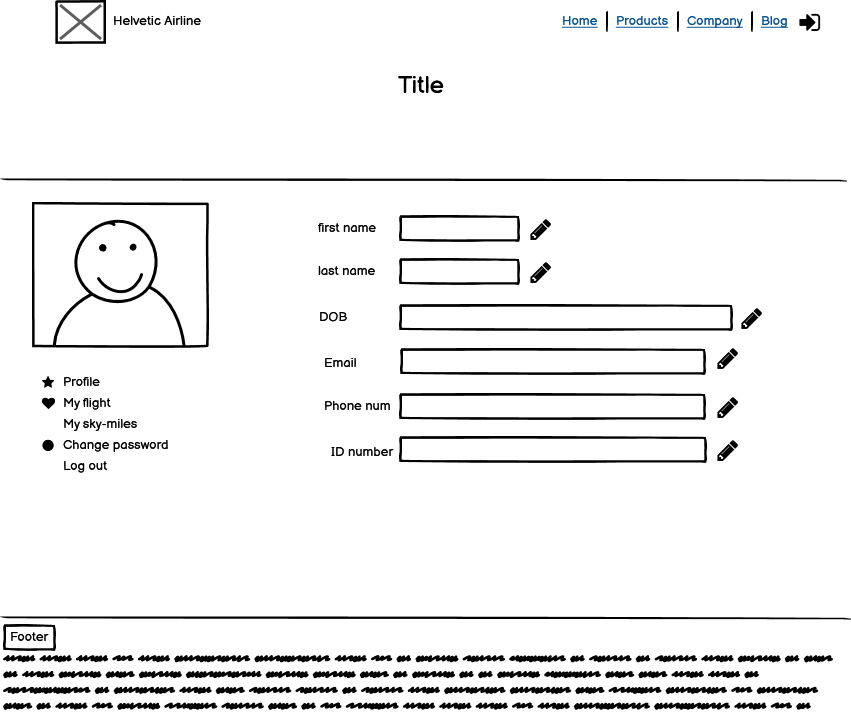 Helvetic Airline
Home Products Company Blog
Title
first name
last name
DOB
Email
Phone num
ID number
Profile
My flight
My sky-miles
Change password
Log out
Footer